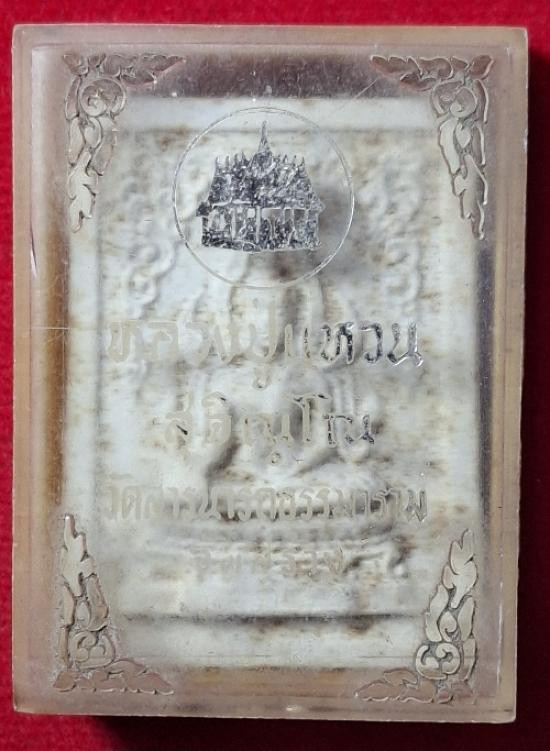 หลวงปู่แหวน
สุจิณฺโณ
วัดสารนารถธรรมาราม